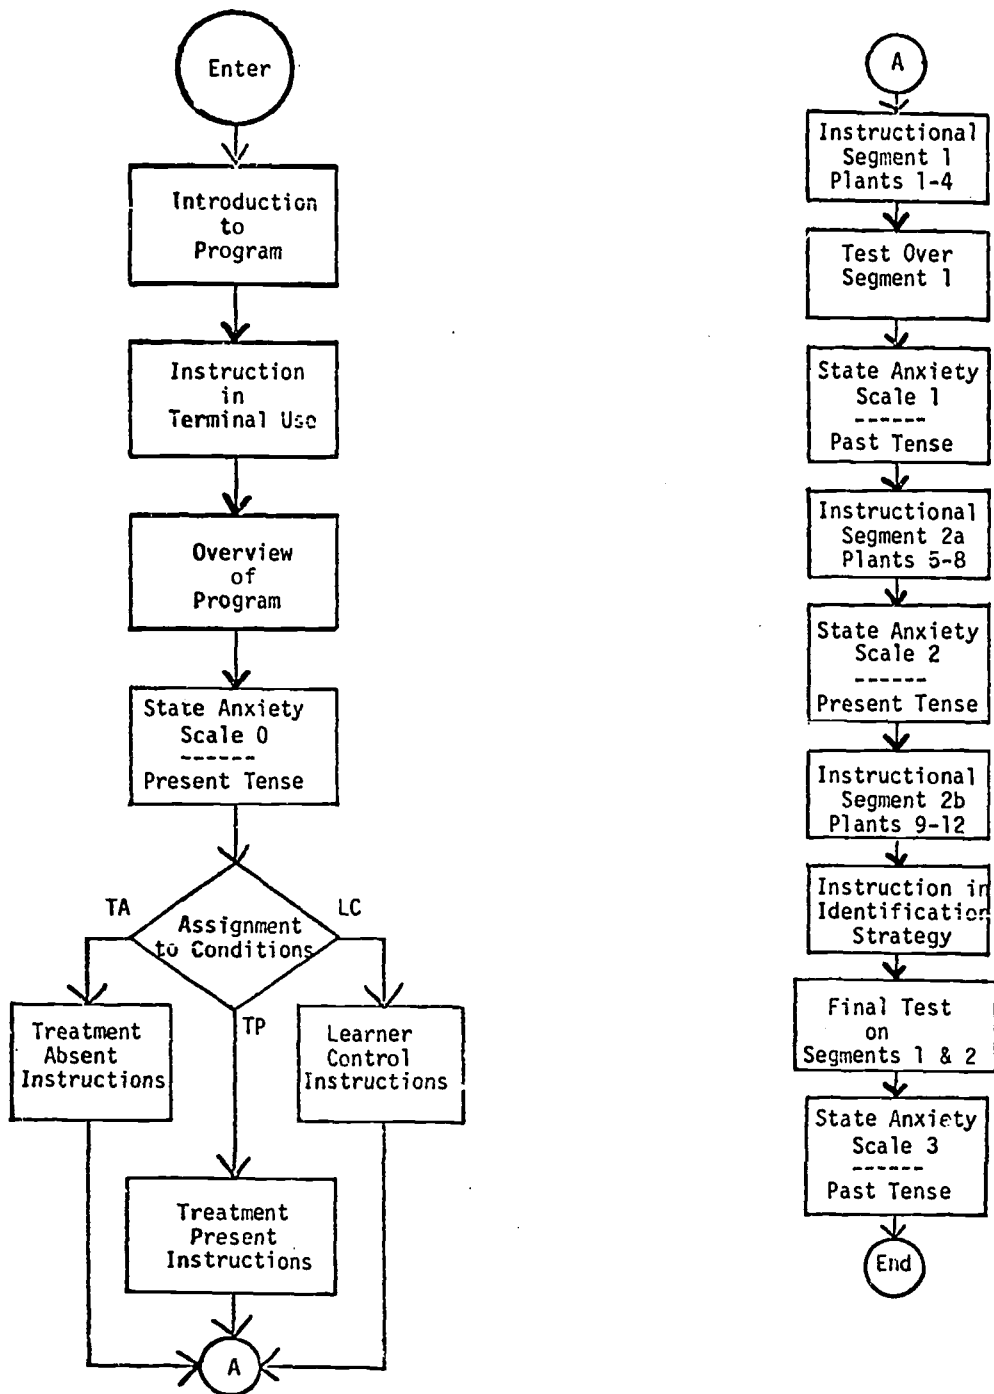 Enter
Introduction
to
Program
Instruction
in
Terminal Use
Overview
of
Program
State Anxiety
Scale 0
------
Present Tense
Assignment
to Conditions
TA
LC
TP
Treatment
Absent
Instructions
Learner
Control
Instructions
Treatment
Present
Instructions
A
A
Instructional
Segment 1
Plants 1-4
Test Over
Segment 1
State Anxiety
Scale 1
------
Past Tense
Instructional
Segment 2a
Plants 5-8
State Anxiety
Scale 2
------
Present Tense
Instructional
Segment 2b
Plants 9-12
Instruction in
Identification
Strategy
Final Test
on
Segments 1 & 2
State Anxiety
Scale 3
------
Past Tense
End